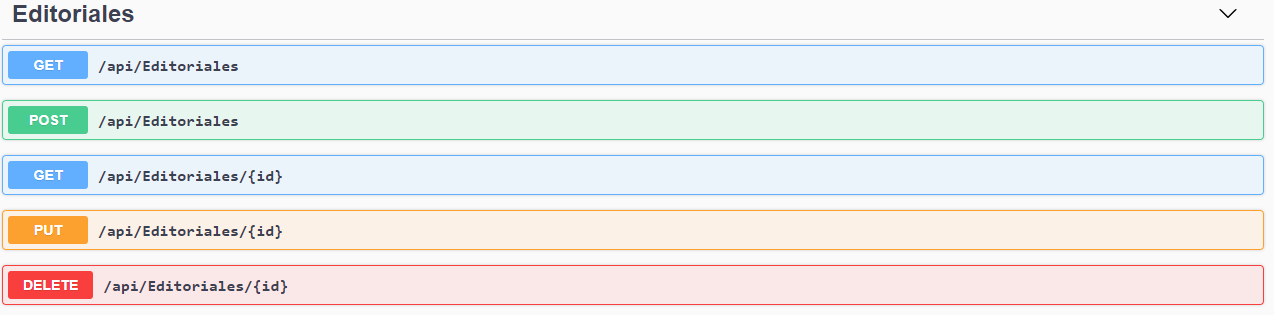 Editoriales
GET /api/Editoriales
POST /api/Editoriales
GET /api/Editoriales/{id}
PUT /api/Editoriales/{id}
DELETE /api/Editoriales/{id}